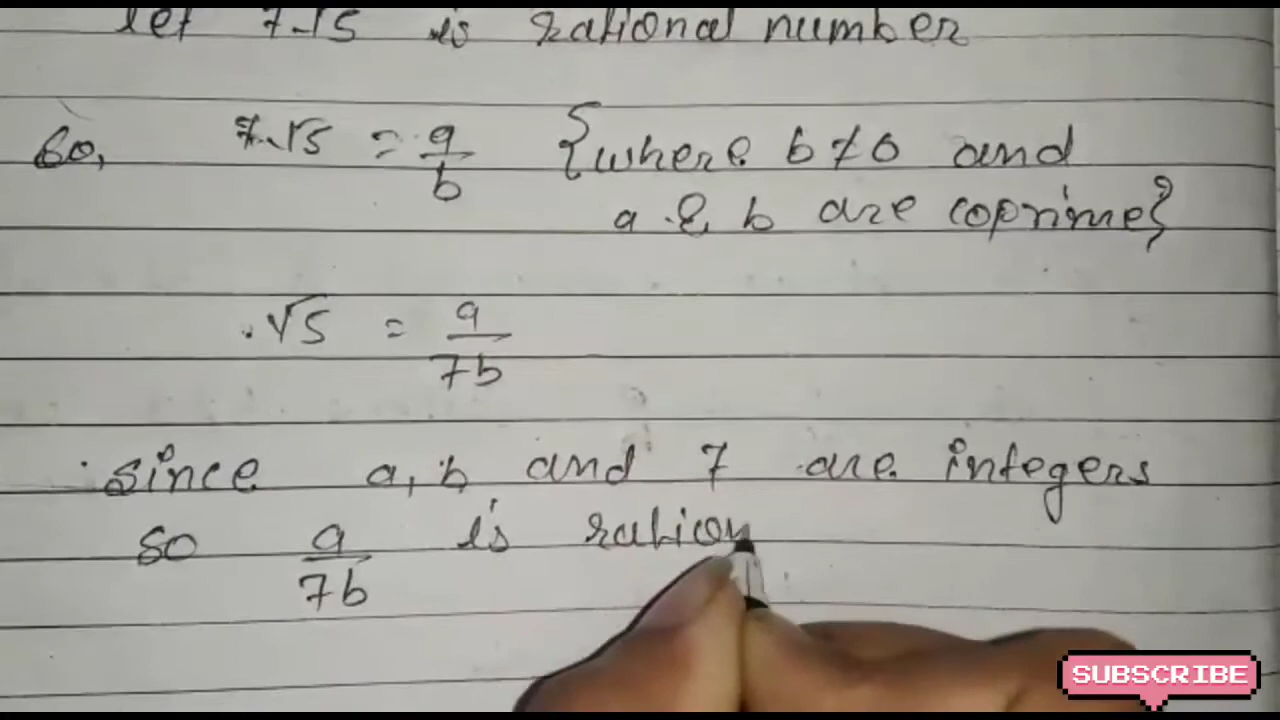 let 7√5 is rational number
So, 7√5 = a/b {where b≠0 and
a & b are coprime}
√5 = a/7b
since a, b and 7 are integers
so a/7b is ration
SUBSCRIBE